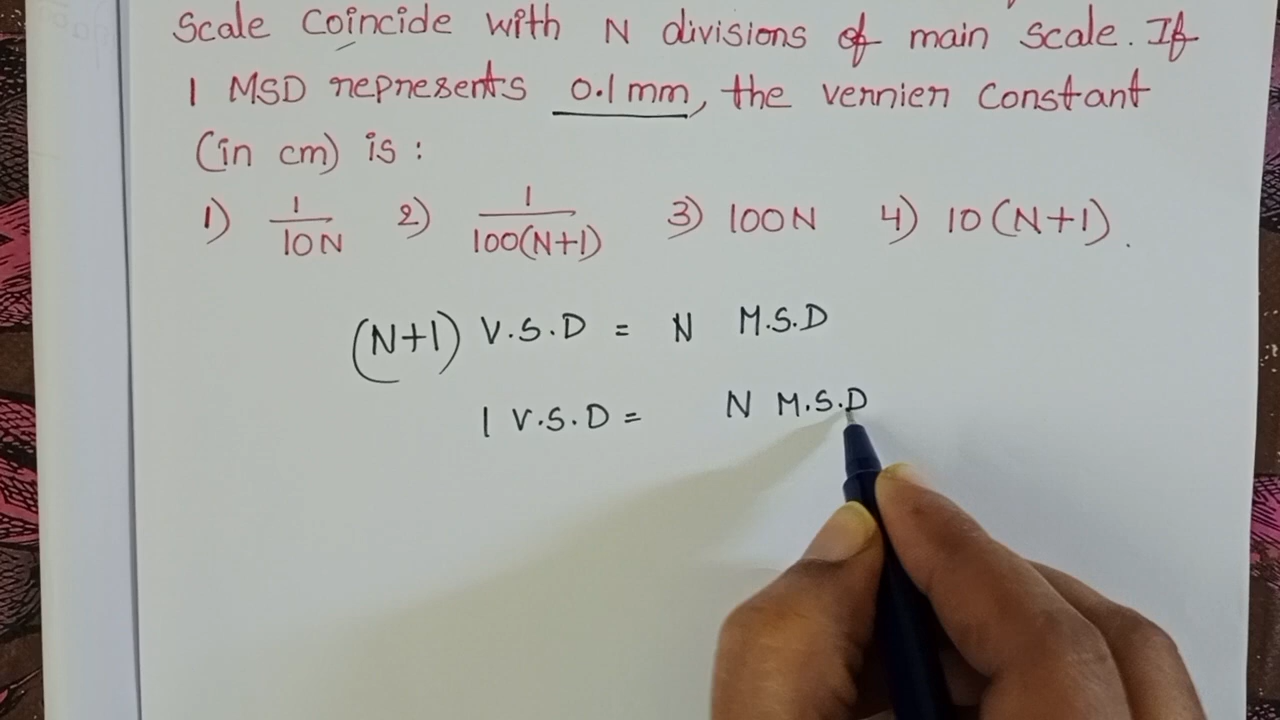 Scale Coincide with N divisions of main Scale. If
1 MSD represents 0.1 mm, the vernier Constant
(in cm) is :
1) 1/10N 2) 1/100(N+1) 3) 100N 4) 10(N+1).
(N+1) V.S.D = N M.S.D
1 V.S.D = N M.S.D